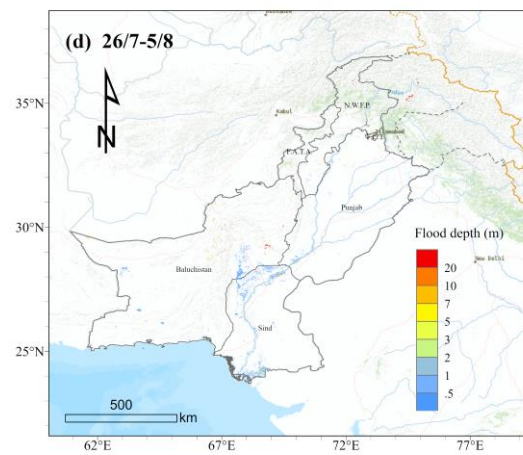 (d) 26/7-5/8
35°N
30°N
25°N
N
Kabul
N.W.F.P.
F.A.T.A.
Punjab
Baluchistan
Sind
New Delhi
Flood depth (m)
20
10
7
5
3
2
1
-5
500
km
62°E
67°E
72°E
77°E